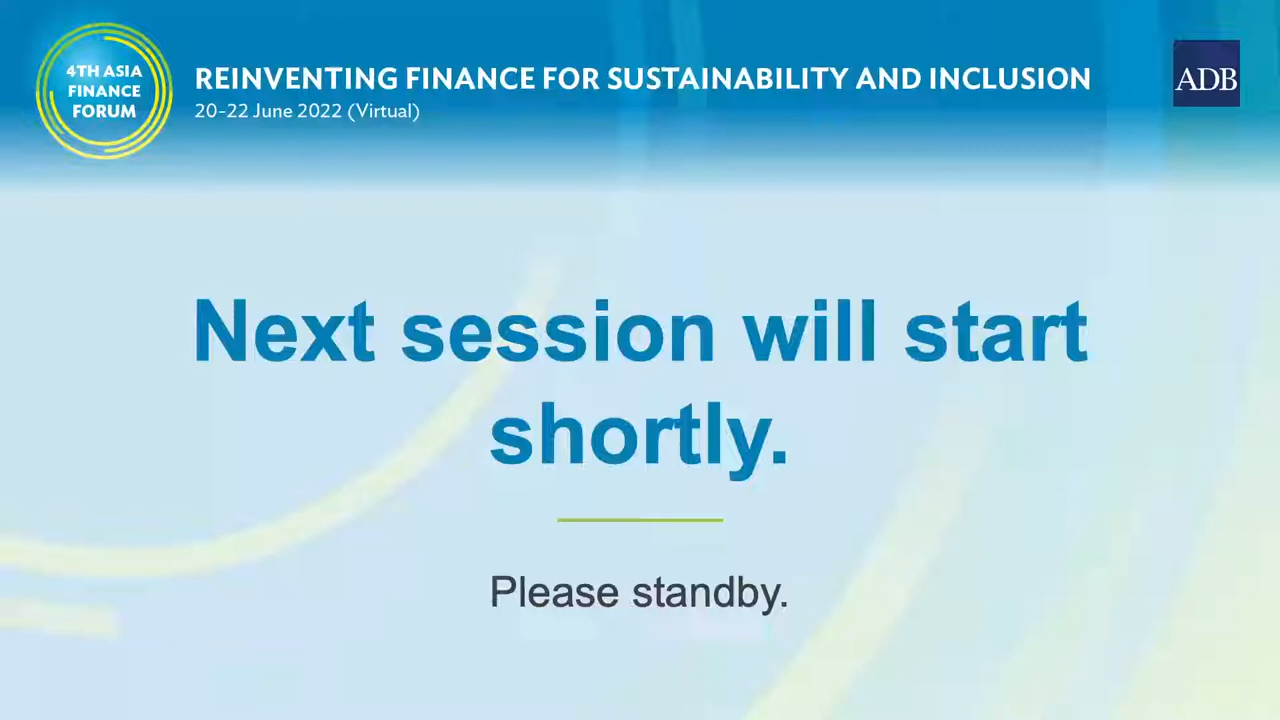 4TH ASIA
FINANCE
FORUM
REINVENTING FINANCE FOR SUSTAINABILITY AND INCLUSION
20-22 June 2022 (Virtual)
ADB
Next session will start
shortly.
Please standby.